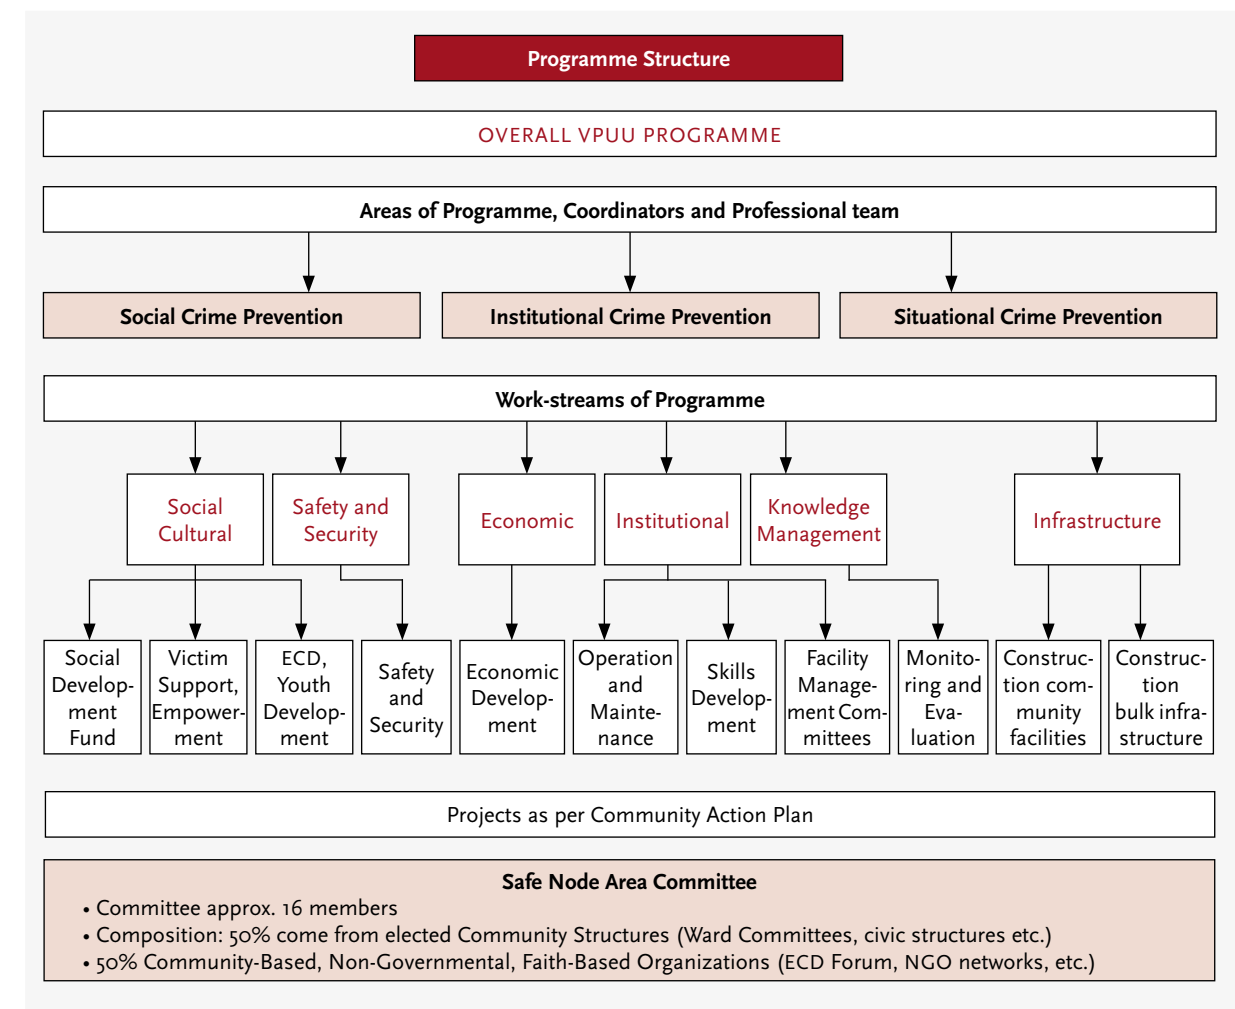 Programme Structure
OVERALL VPUU PROGRAMME
Areas of Programme, Coordinators and Professional team
Social Crime Prevention
Institutional Crime Prevention
Situational Crime Prevention
Work-streams of Programme
Social
Cultural
Safety and
Security
Economic
Institutional
Knowledge
Management
Infrastructure
Social
Develop-
ment
Fund
Victim
Support,
Empower-
ment
ECD,
Youth
Develop-
ment
Safety
and
Security
Economic
Develop-
ment
Operation
and
Mainte-
nance
Skills
Develop-
ment
Facility
Manage-
ment Com-
mittees
Monito-
ring and
Eva-
luation
Construc-
tion com-
munity
facilities
Construc-
tion
bulk infra-
structure
Projects as per Community Action Plan
Safe Node Area Committee
• Committee approx. 16 members
• Composition: 50% come from elected Community Structures (Ward Committees, civic structures etc.)
• 50% Community-Based, Non-Governmental, Faith-Based Organizations (ECD Forum, NGO networks, etc.)